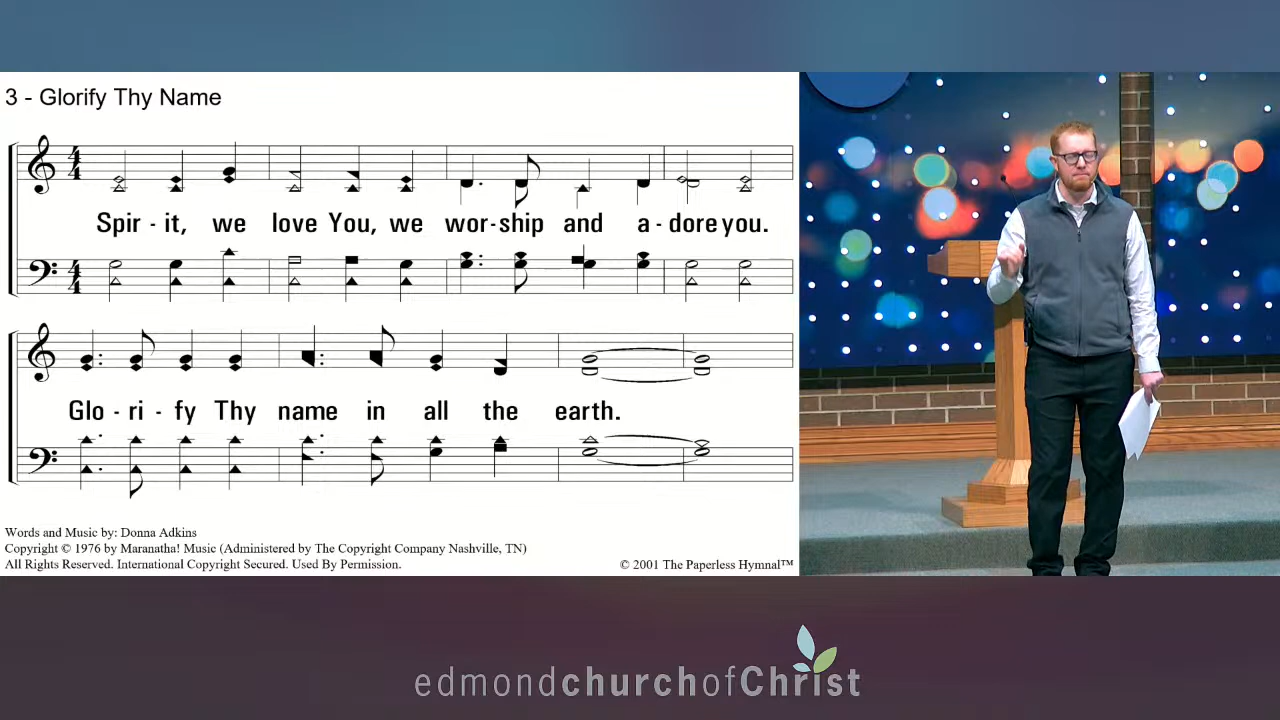 3 - Glorify Thy Name
Spir - it, we love You, we wor - ship and a - dore you.
Glo - ri - fy Thy name in all the earth.
Words and Music by: Donna Adkins
Copyright © 1976 by Maranatha! Music (Administered by The Copyright Company Nashville, TN)
All Rights Reserved. International Copyright Secured. Used By Permission.
© 2001 The Paperless Hymnal™
edmondchurchofChrist